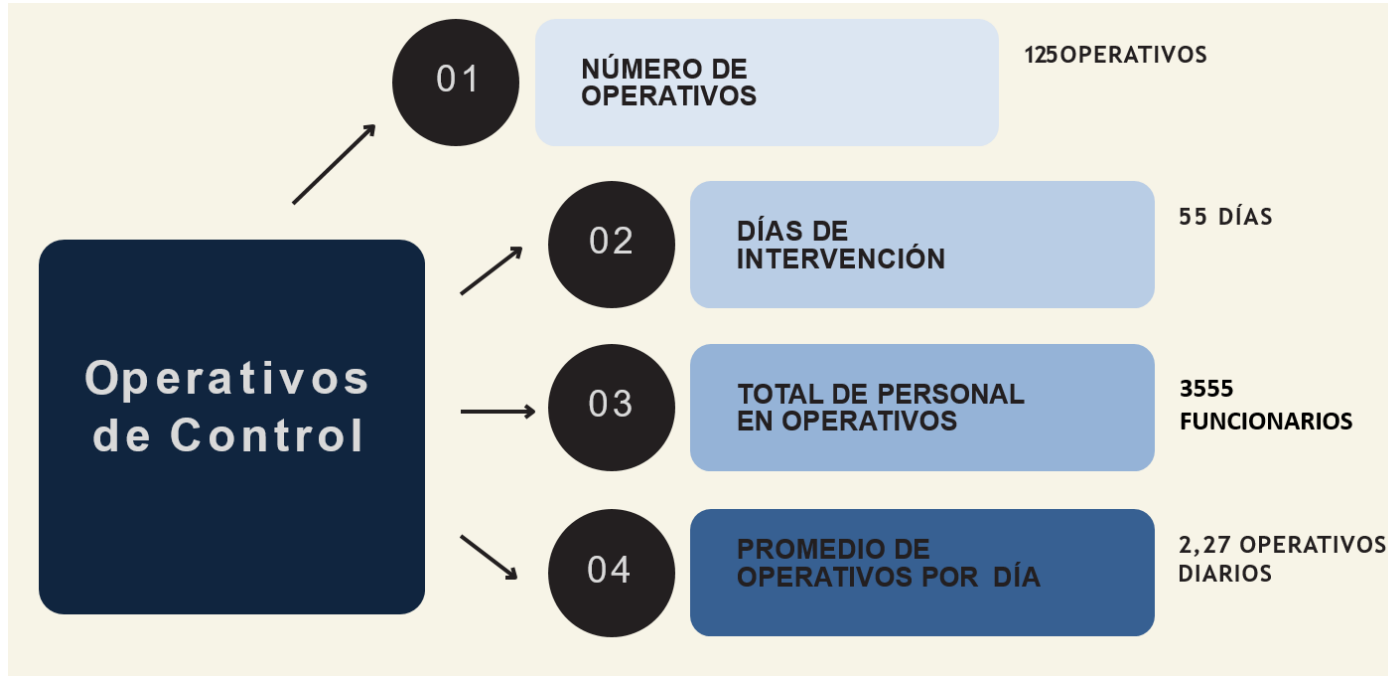 01
NÚMERO DE
OPERATIVOS
125OPERATIVOS
02
DÍAS DE
INTERVENCIÓN
55 DÍAS
Operativos
de Control
03
TOTAL DE PERSONAL
EN OPERATIVOS
3555
FUNCIONARIOS
04
PROMEDIO DE
OPERATIVOS POR DÍA
2,27 OPERATIVOS
DIARIOS